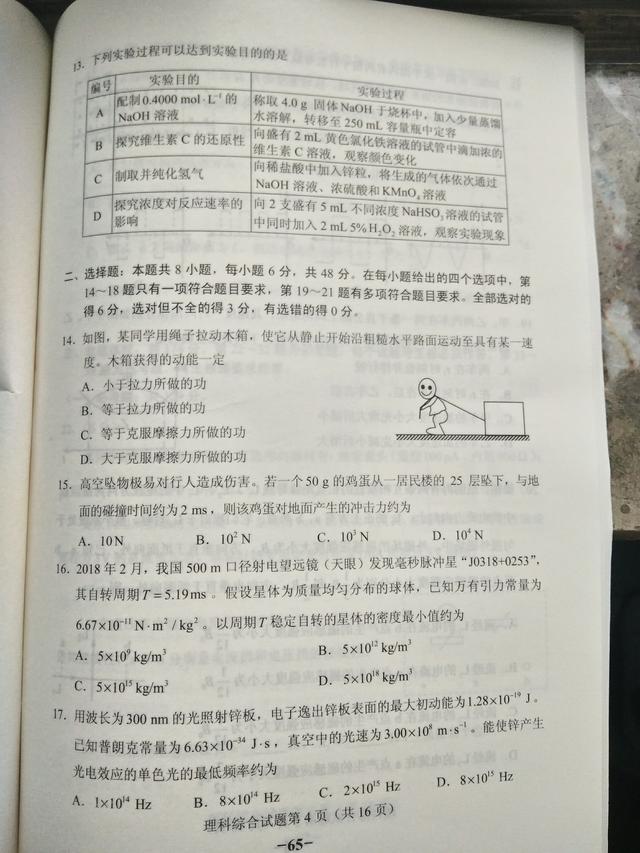 13. 下列实验过程可以达到实验目的的是
编号 实验目的 实验过程
A 配制0.4000 mol·L⁻¹的NaOH溶液 称取4.0 g 固体NaOH于烧杯中，加入少量蒸馏水溶解，转移至250 mL容量瓶中定容
B 探究维生素C的还原性 向盛有2 mL黄色氯化铁溶液的试管中滴加浓的维生素C溶液，观察颜色变化
C 制取并纯化氢气 向稀盐酸中加入锌粒，将生成的气体依次通过NaOH溶液、浓硫酸和KMnO₄溶液
D 探究浓度对反应速率的影响 向2支盛有5 mL不同浓度NaHSO₃溶液的试管中同时加入2 mL 5% H₂O₂溶液，观察实验现象
二、选择题：本题共8小题，每小题6分，共48分。在每小题给出的四个选项中，第
14～18题只有一项符合题目要求，第19～21题有多项符合题目要求。全部选对的
得6分，选对但不全的得3分，有选错的得0分。
14. 如图，某同学用绳子拉动木箱，使它从静止开始沿粗糙水平路面运动至具有某一速
度。木箱获得的动能一定
A. 小于拉力所做的功
B. 等于拉力所做的功
C. 等于克服摩擦力所做的功
D. 大于克服摩擦力所做的功
15. 高空坠物极易对行人造成伤害。若一个50 g的鸡蛋从一居民楼的25层坠下，与地
面的碰撞时间约为2 ms，则该鸡蛋对地面产生的冲击力约为
A. 10 N B. 10² N C. 10³ N D. 10⁴ N
16. 2018年2月，我国500 m口径射电望远镜（天眼）发现毫秒脉冲星“J0318+0253”，
其自转周期T=5.19 ms。假设星体为质量均匀分布的球体，已知万有引力常量为
6.67×10⁻¹¹ N·m²/kg²。以周期T稳定自转的星体的密度最小值约为
A. 5×10⁹ kg/m³ B. 5×10¹² kg/m³
C. 5×10¹⁵ kg/m³ D. 5×10¹⁸ kg/m³
17. 用波长为300 nm的光照射锌板，电子逸出锌板表面的最大初动能为1.28×10⁻¹⁹ J。
已知普朗克常量为6.63×10⁻³⁴ J·s，真空中的光速为3.00×10⁸ m·s⁻¹。能使锌产生
光电效应的单色光的最低频率约为
A. 1×10¹⁴ Hz B. 8×10¹⁴ Hz C. 2×10¹⁵ Hz D. 8×10¹⁵ Hz
理科综合试题第4页（共16页）
-65-